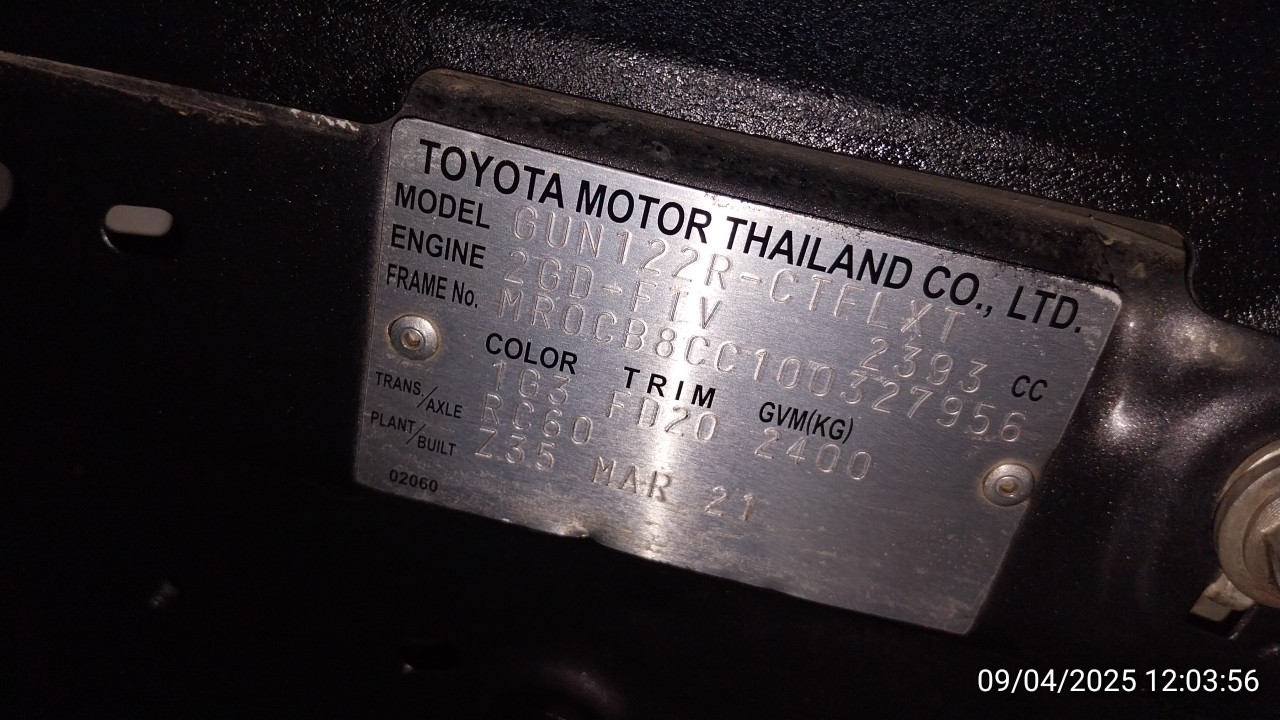 TOYOTA MOTOR THAILAND CO., LTD.
MODEL GUN122R-CTFLXT
ENGINE 2GD-FTV 2393 CC
FRAME No. MR0CB8CC100327956
COLOR TRIM GVM(KG)
1G3 FD20 2400
TRANS./AXLE RC60
PLANT/BUILT Z35 MAR 21
02060
09/04/2025 12:03:56